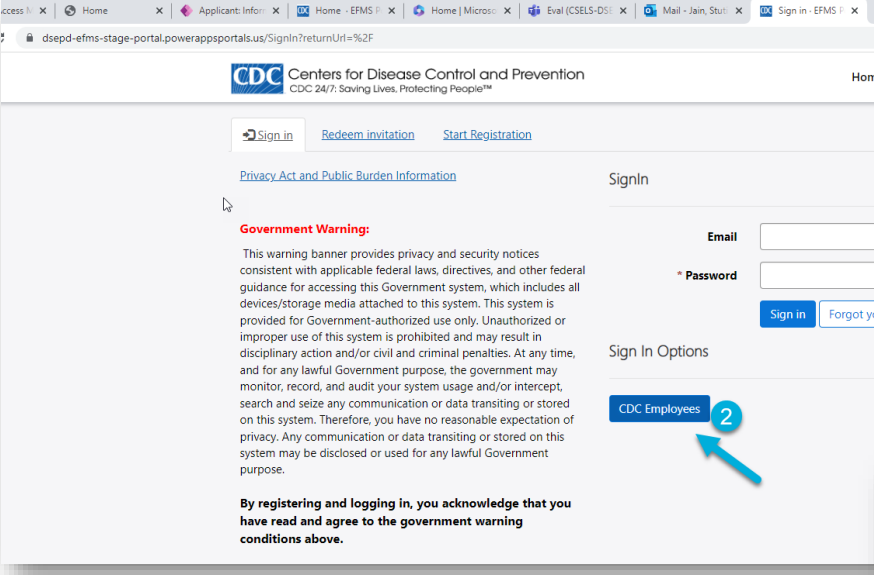 ccess M
Home
Applicant: Inforr
Home - EFMS P
Home | Microso
Eval (CSELS-DSE
Mail - Jain, Stut
Sign in - EFMS P
dsepd-efms-stage-portal.powerappsportals.us/SignIn?returnUrl=%2F
CDC Centers for Disease Control and Prevention
CDC 24/7: Saving Lives, Protecting People™
Hom
Sign in
Redeem invitation
Start Registration
Privacy Act and Public Burden Information
Government Warning:
This warning banner provides privacy and security notices
consistent with applicable federal laws, directives, and other federal
guidance for accessing this Government system, which includes all
devices/storage media attached to this system. This system is
provided for Government-authorized use only. Unauthorized or
improper use of this system is prohibited and may result in
disciplinary action and/or civil and criminal penalties. At any time,
and for any lawful Government purpose, the government may
monitor, record, and audit your system usage and/or intercept,
search and seize any communication or data transiting or stored
on this system. Therefore, you have no reasonable expectation of
privacy. Any communication or data transiting or stored on this
system may be disclosed or used for any lawful Government
purpose.
By registering and logging in, you acknowledge that you
have read and agree to the government warning
conditions above.
SignIn
Email
* Password
Sign in
Forgot yo
Sign In Options
CDC Employees
2